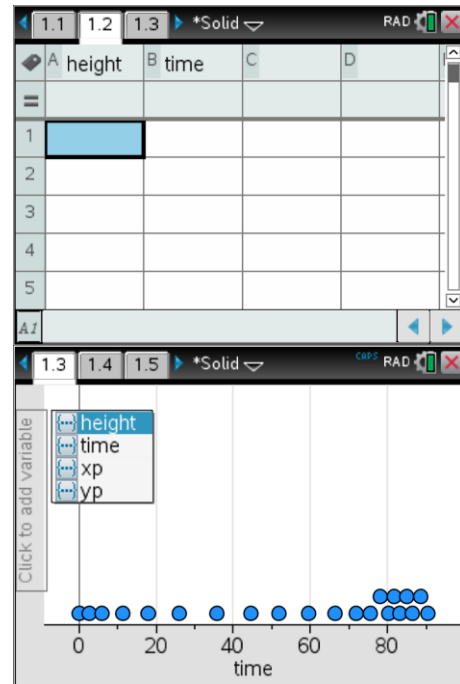 1.1 1.2 1.3 *Solid RAD
A height B time C D
=
1
2
3
4
5
A1
1.3 1.4 1.5 *Solid CAPS RAD
Click to add variable
height
time
xp
yp
0 20 40 60 80
time